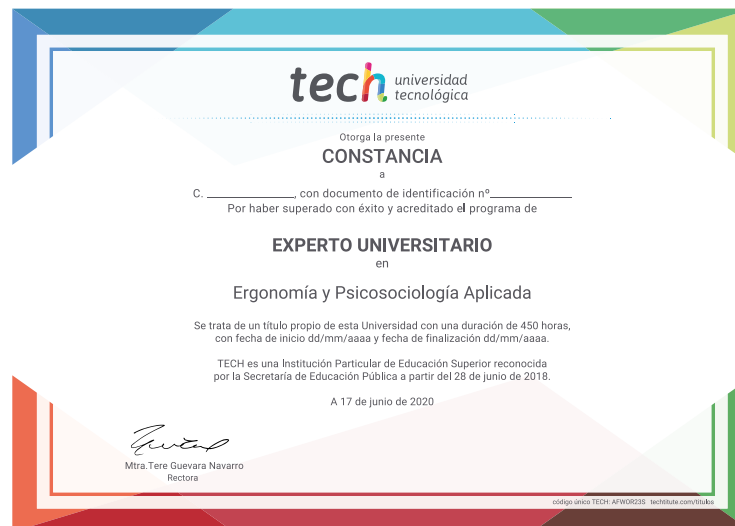 tech universidad
tecnológica
Otorga la presente
CONSTANCIA
a
C. ________________, con documento de identificación nº_______________
Por haber superado con éxito y acreditado el programa de
EXPERTO UNIVERSITARIO
en
Ergonomía y Psicosociología Aplicada
Se trata de un título propio de esta Universidad con una duración de 450 horas,
con fecha de inicio dd/mm/aaaa y fecha de finalización dd/mm/aaaa.
TECH es una Institución Particular de Educación Superior reconocida
por la Secretaría de Educación Pública a partir del 28 de junio de 2018.
A 17 de junio de 2020
Mtra.Tere Guevara Navarro
Rectora
código único TECH: AFWOR23S techtitute.com/títulos